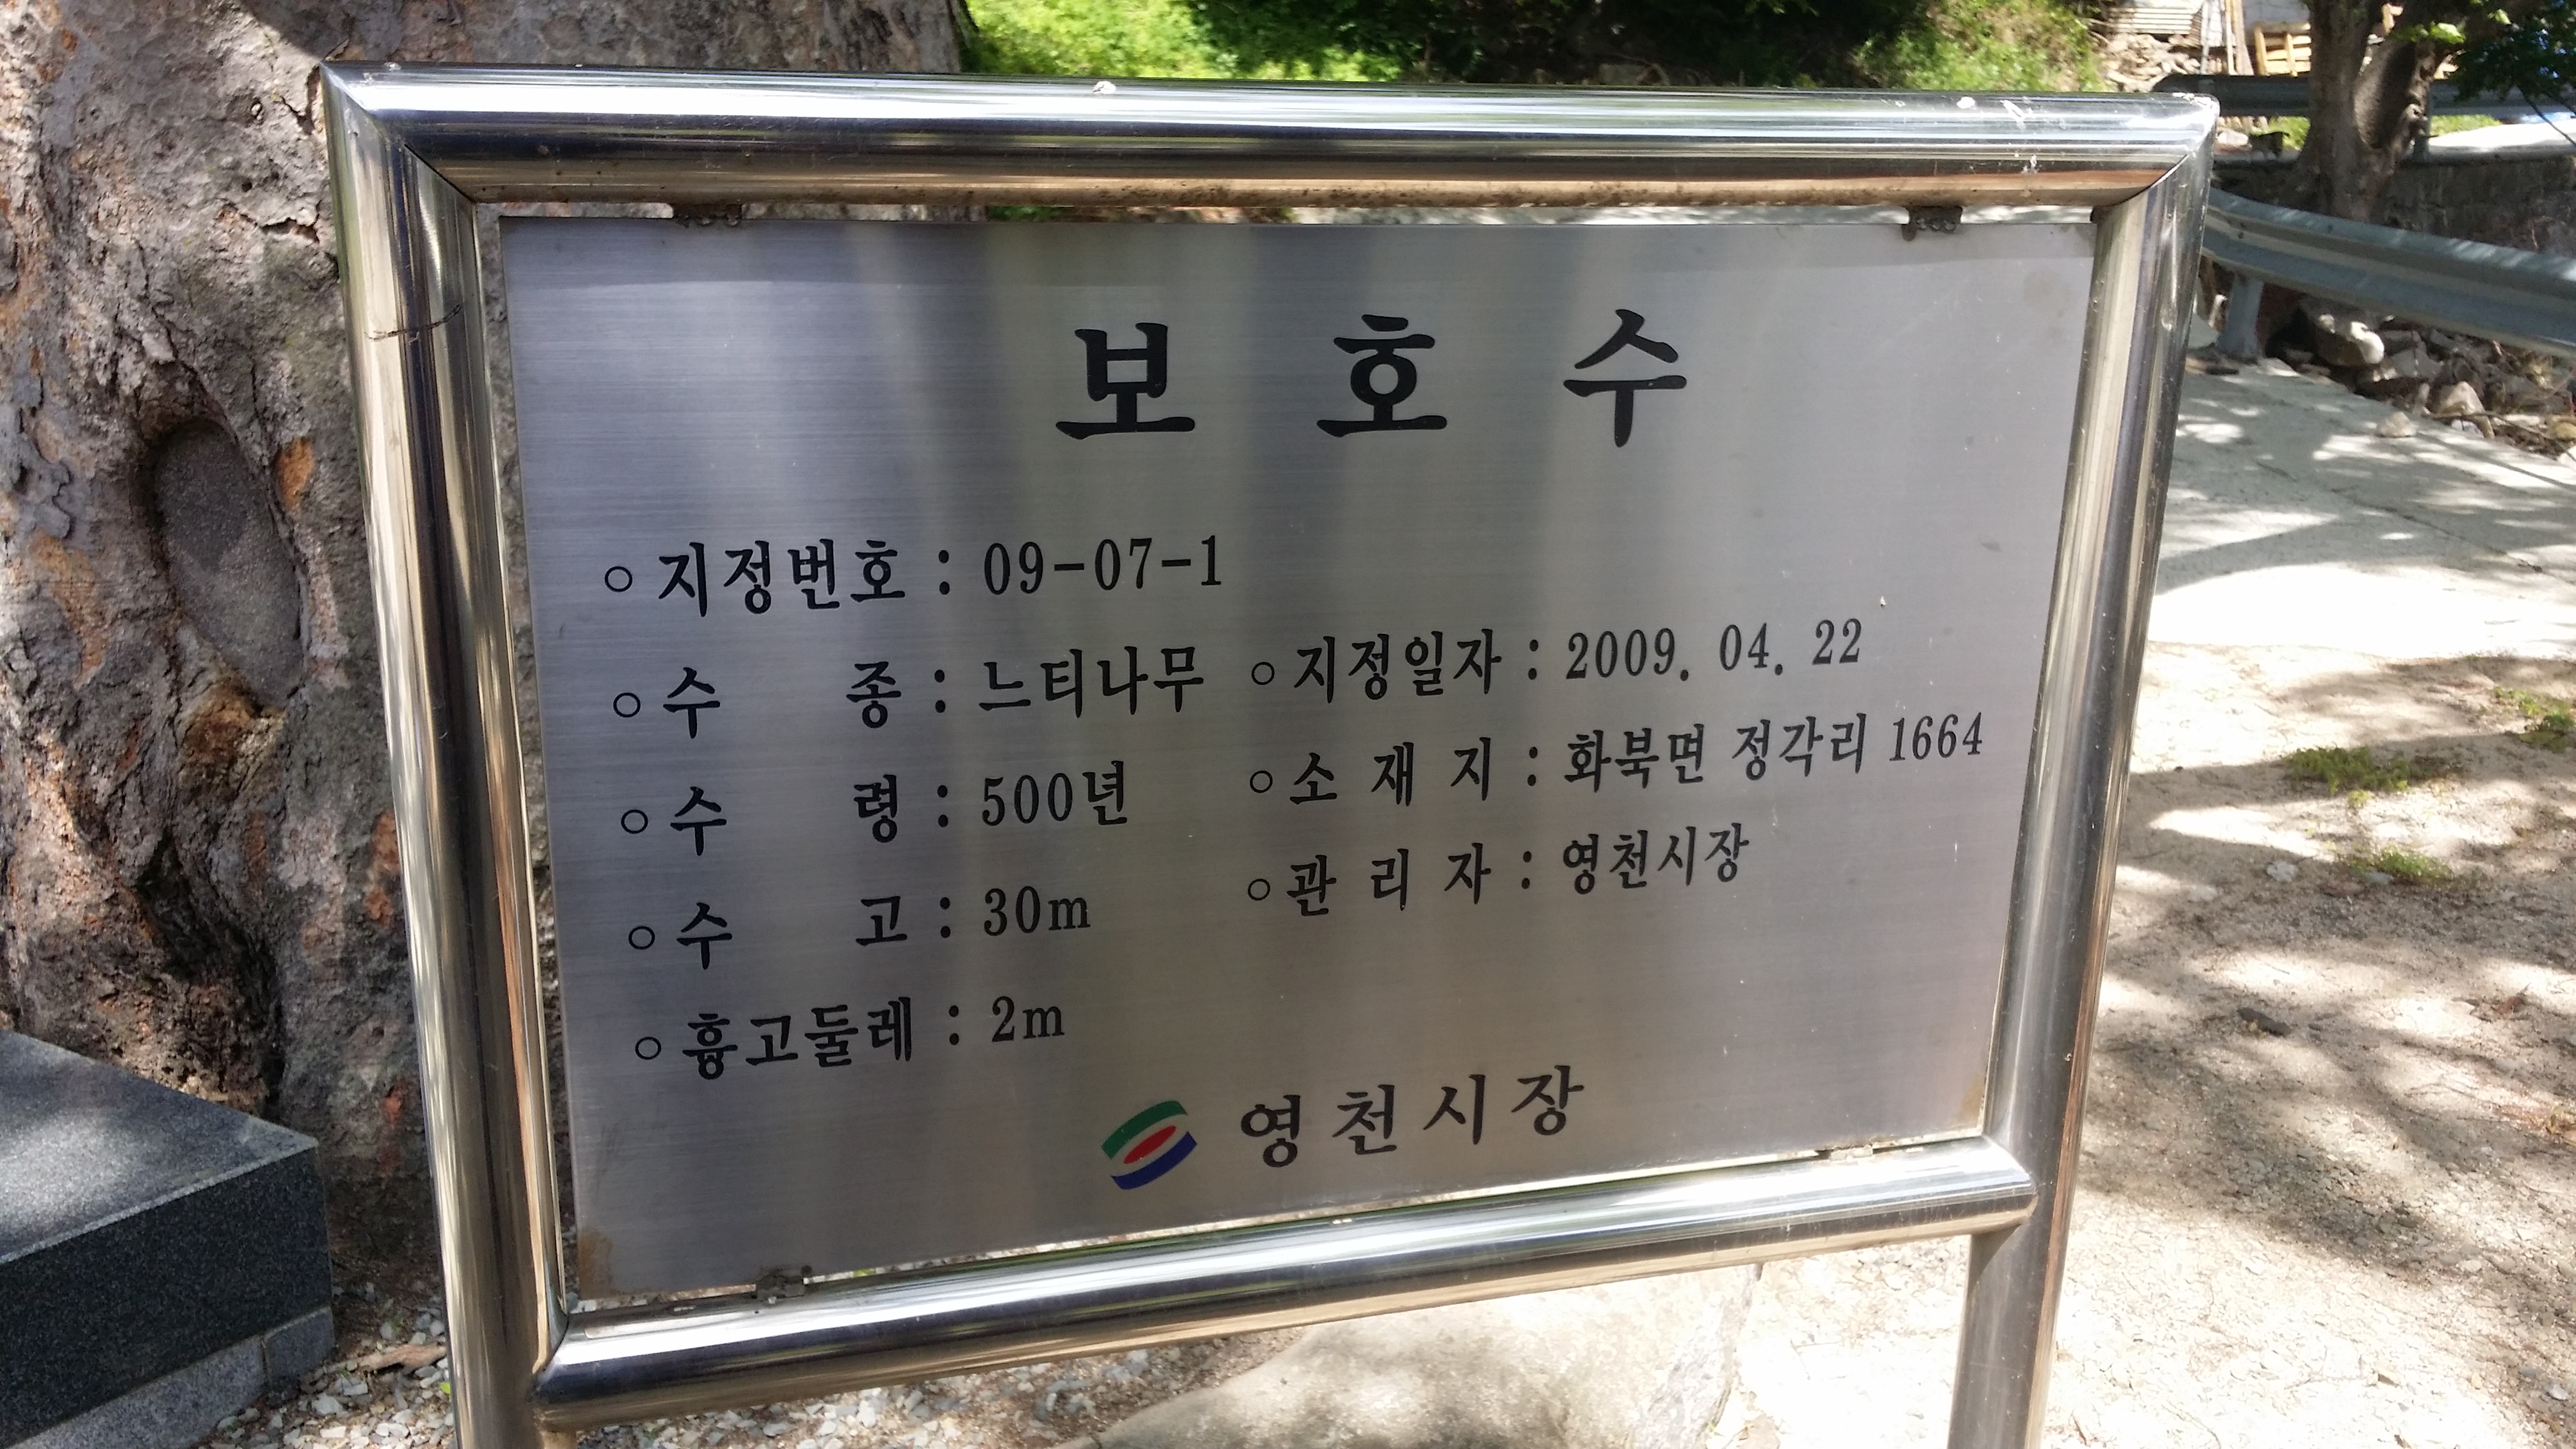 보 호 수
○ 지정번호 : 09-07-1
○ 수 종 : 느티나무 ○ 지정일자 : 2009. 04. 22
○ 수 령 : 500년 ○ 소 재 지 : 화북면 정각리 1664
○ 수 고 : 30m ○ 관 리 자 : 영천시장
○ 흉고둘레 : 2m
영천시장